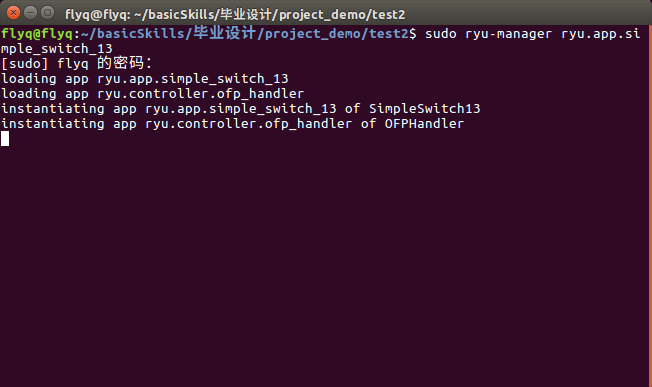 flyq@flyq: ~/basicSkills/毕业设计/project_demo/test2
flyq@flyq:~/basicSkills/毕业设计/project_demo/test2$ sudo ryu-manager ryu.app.si
mple_switch_13
[sudo] flyq 的密码：
loading app ryu.app.simple_switch_13
loading app ryu.controller.ofp_handler
instantiating app ryu.app.simple_switch_13 of SimpleSwitch13
instantiating app ryu.controller.ofp_handler of OFPHandler